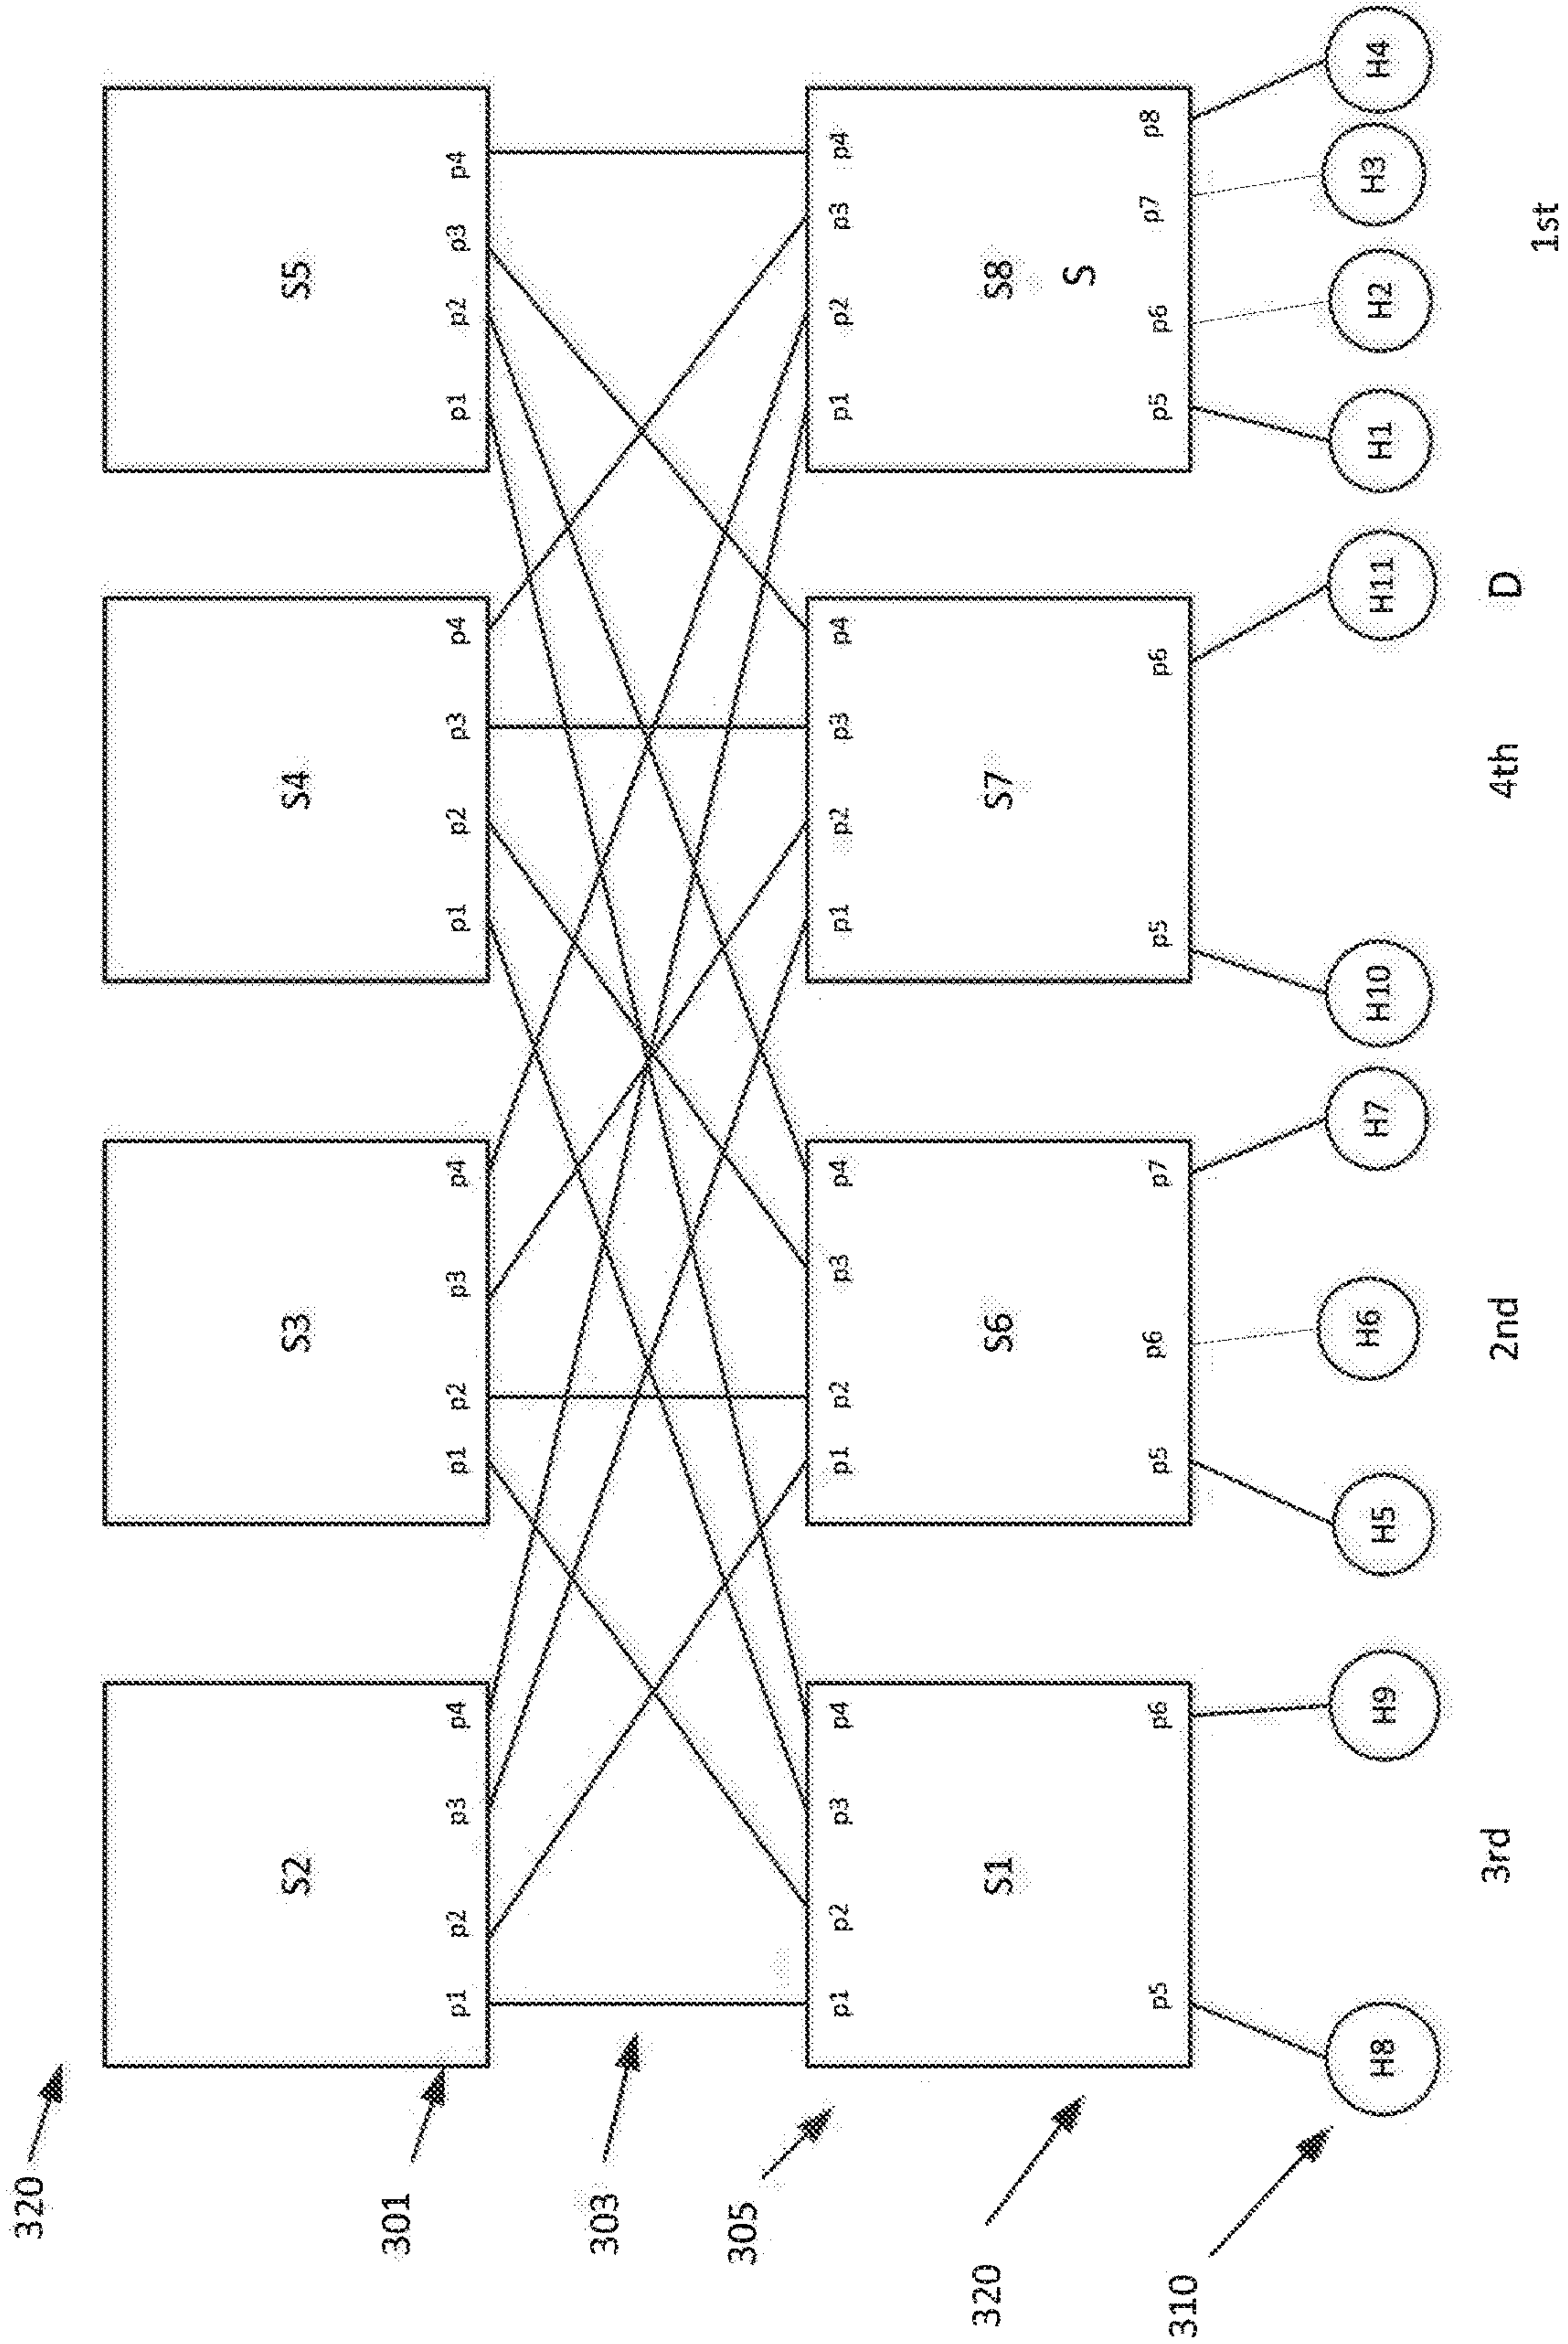 320
S2
S3
S4
S5
301
p1 p2 p3 p4
p1 p2 p3 p4
p1 p2 p3 p4
p1 p2 p3 p4
303
305
p1 p2 p3 p4
p1 p2 p3 p4
p1 p2 p3 p4
p1 p2 p3 p4
S1
S6
S7
S8
S
320
p5 p6
p5 p6 p7
p5 p6
p5 p6 p7 p8
310
H8
H9
H5
H6
H7
H10
H11
H1
H2
H3
H4
3rd
2nd
4th
D
1st